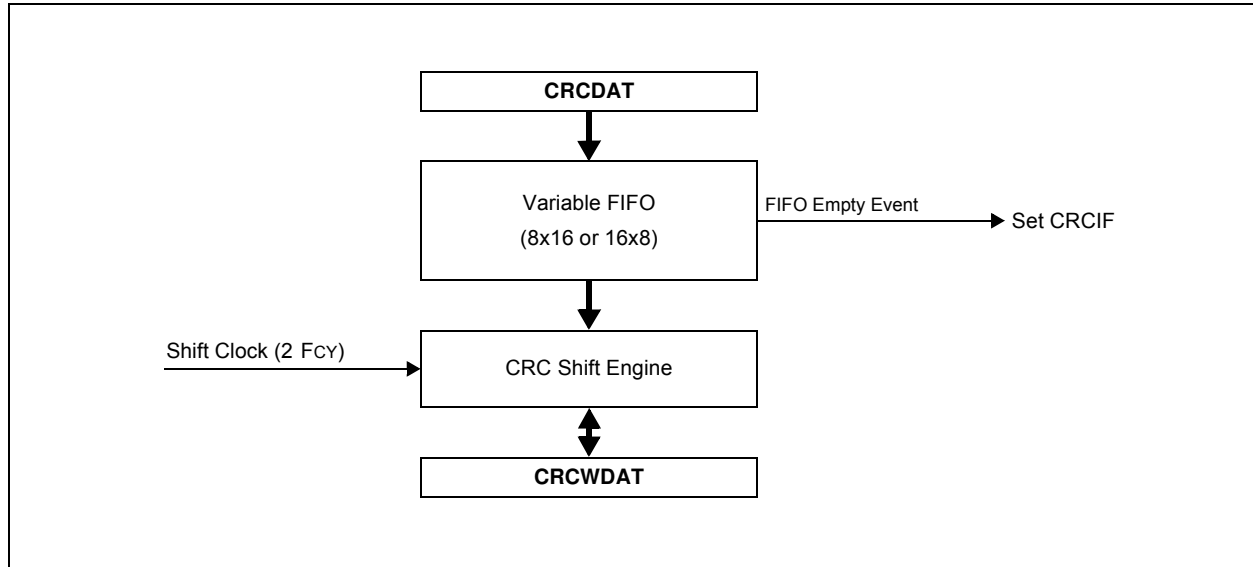 CRCDAT
Variable FIFO
(8x16 or 16x8)
FIFO Empty Event
Set CRCIF
Shift Clock (2 FCY)
CRC Shift Engine
CRCWDAT